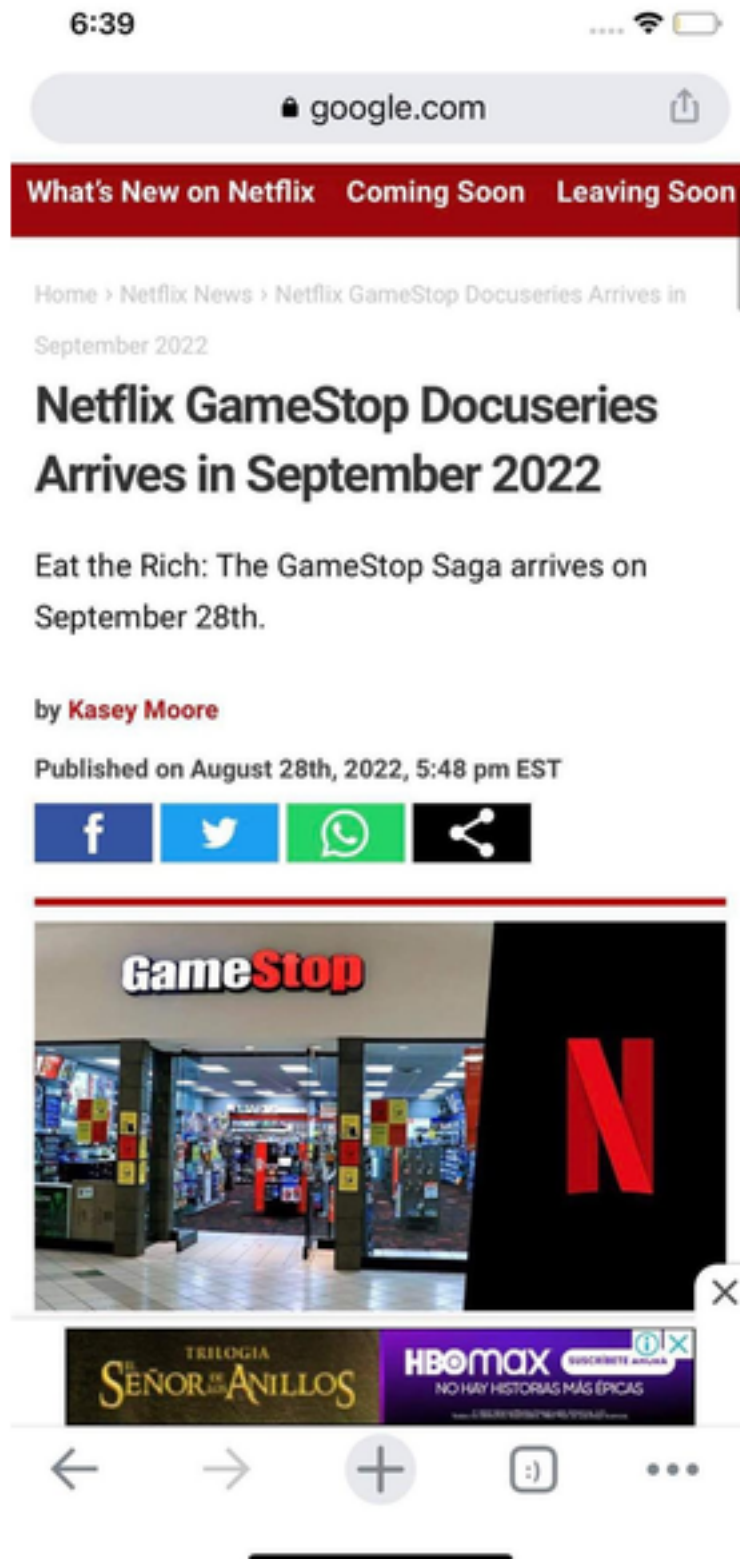 6:39
google.com
What's New on Netflix Coming Soon Leaving Soon
Home › Netflix News › Netflix GameStop Docuseries Arrives in
September 2022
Netflix GameStop Docuseries
Arrives in September 2022
Eat the Rich: The GameStop Saga arrives on
September 28th.
by Kasey Moore
Published on August 28th, 2022, 5:48 pm EST
GameStop
N
TRILOGIA
EL SEÑOR DE LOS ANILLOS
HBOmax SUSCRÍBETE AHORA
NO HAY HISTORIAS MÁS ÉPICAS
:)